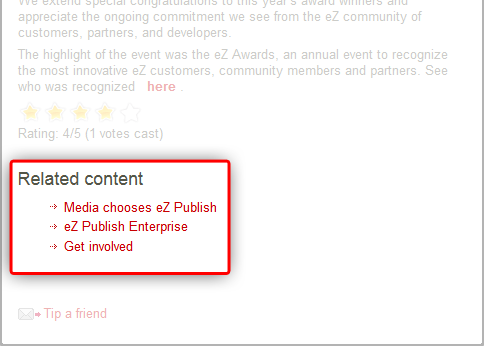 We extend special congratulations to this year's award winners and
appreciate the ongoing commitment we see from the eZ community of
customers, partners, and developers.
The highlight of the event was the eZ Awards, an annual event to recognize
the most innovative eZ customers, community members and partners. See
who was recognized here .
Rating: 4/5 (1 votes cast)
Related content
Media chooses eZ Publish
eZ Publish Enterprise
Get involved
Tip a friend